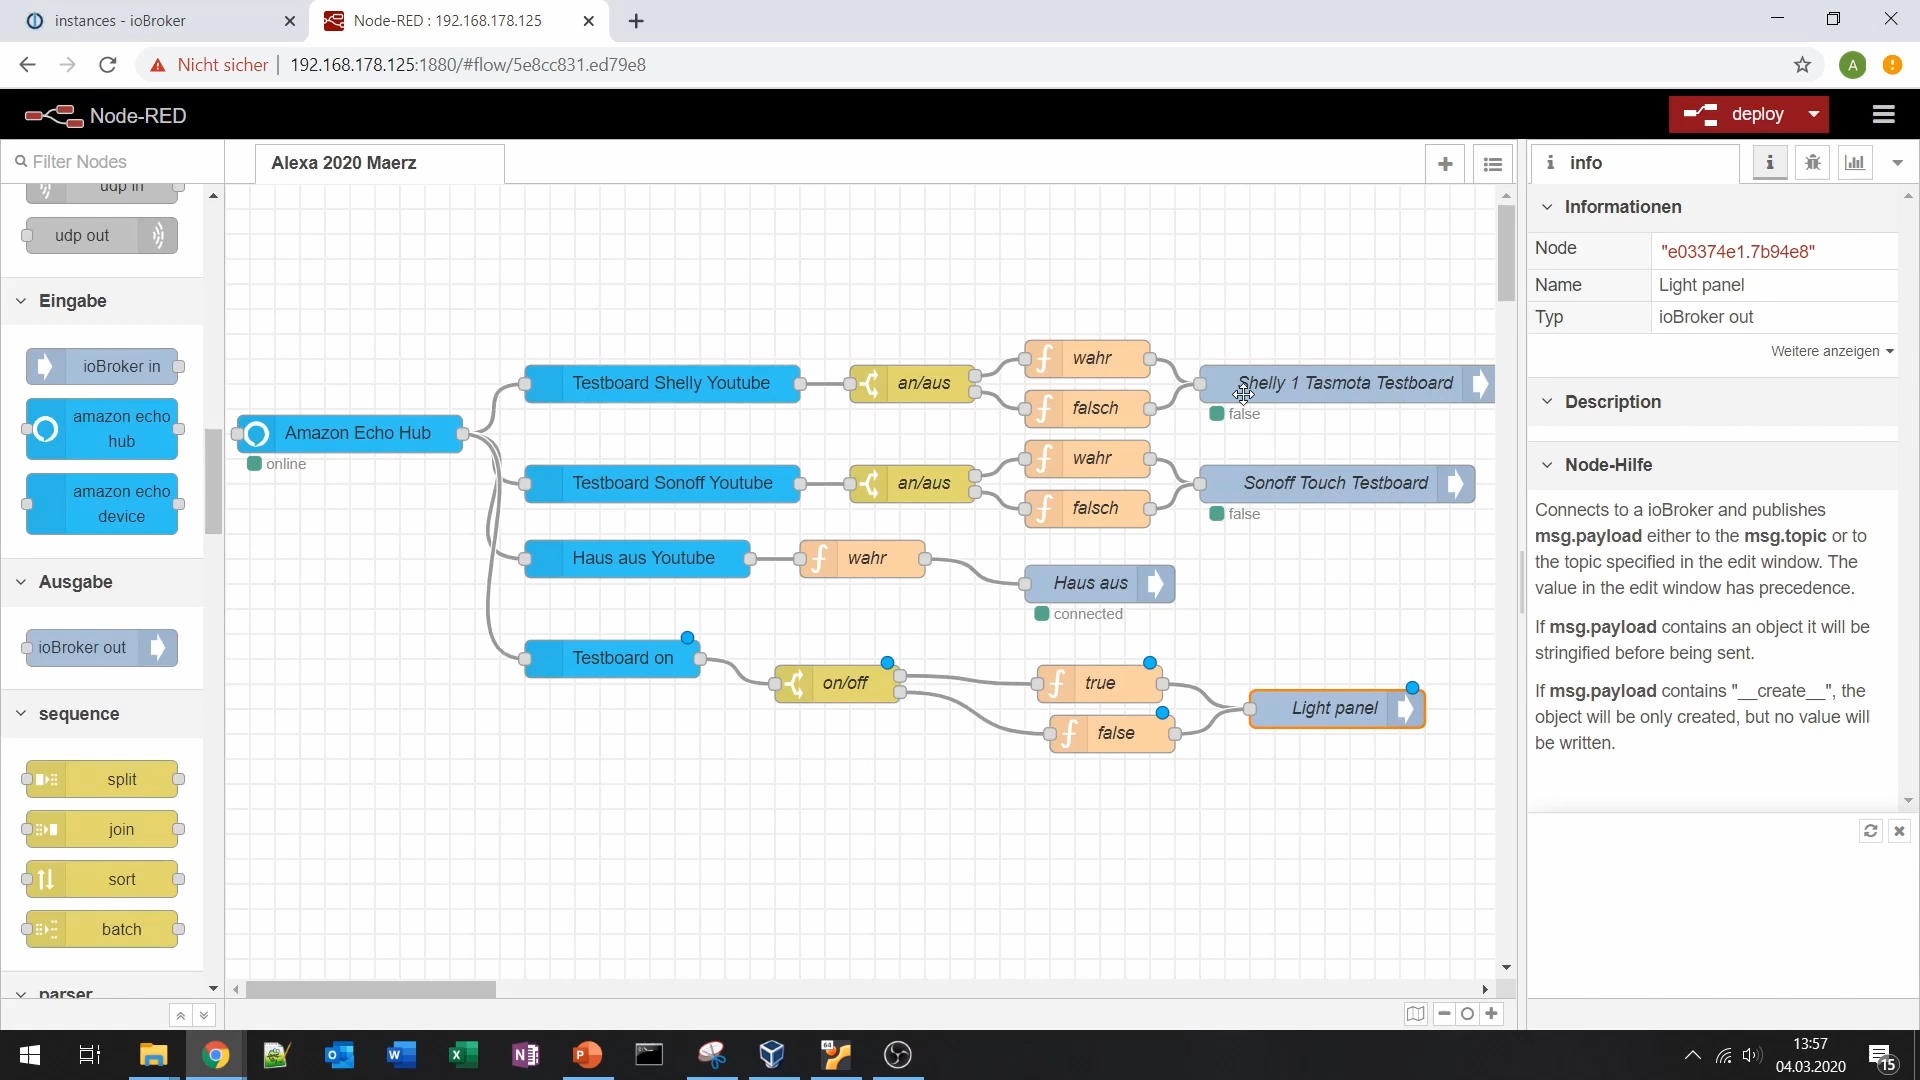 instances - ioBroker
Node-RED : 192.168.178.125
Nicht sicher
192.168.178.125:1880/#flow/5e8cc831.ed79e8
A
Node-RED
deploy
Filter Nodes
Alexa 2020 Maerz
info
udp in
udp out
Eingabe
ioBroker in
amazon echo
hub
amazon echo
device
Ausgabe
ioBroker out
sequence
split
join
sort
batch
parser
Amazon Echo Hub
online
Testboard Shelly Youtube
an/aus
wahr
falsch
Shelly 1 Tasmota Testboard
false
Testboard Sonoff Youtube
an/aus
wahr
falsch
Sonoff Touch Testboard
false
Haus aus Youtube
wahr
Haus aus
connected
Testboard on
on/off
true
false
Light panel
Informationen
Node
"e03374e1.7b94e8"
Name
Light panel
Typ
ioBroker out
Weitere anzeigen
Description
Node-Hilfe
Connects to a ioBroker and publishes
msg.payload either to the msg.topic or to
the topic specified in the edit window. The
value in the edit window has precedence.
If msg.payload contains an object it will be
stringified before being sent.
If msg.payload contains "__create__", the
object will be only created, but no value will
be written.
13:57
04.03.2020
15